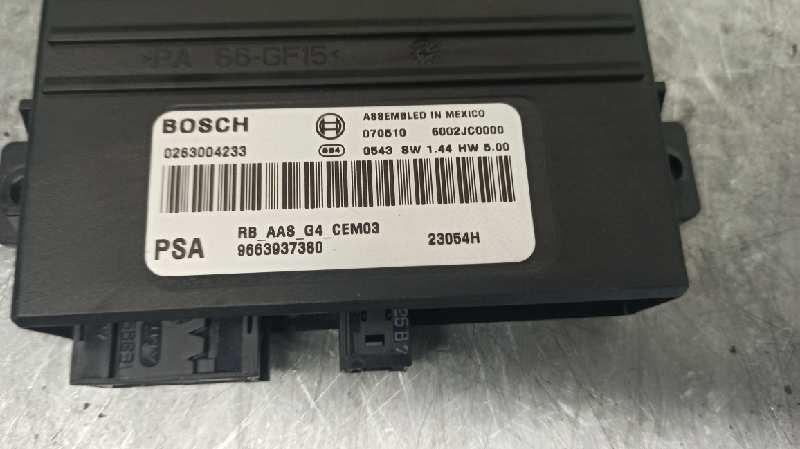 >PA 66-GF15<
BOSCH
ASSEMBLED IN MEXICO
070510 6002JC0000
0263004233
0543 SW 1.44 HW 5.00
RB_AAS_G4_CEM03
PSA
9663937380
23054H
25B7